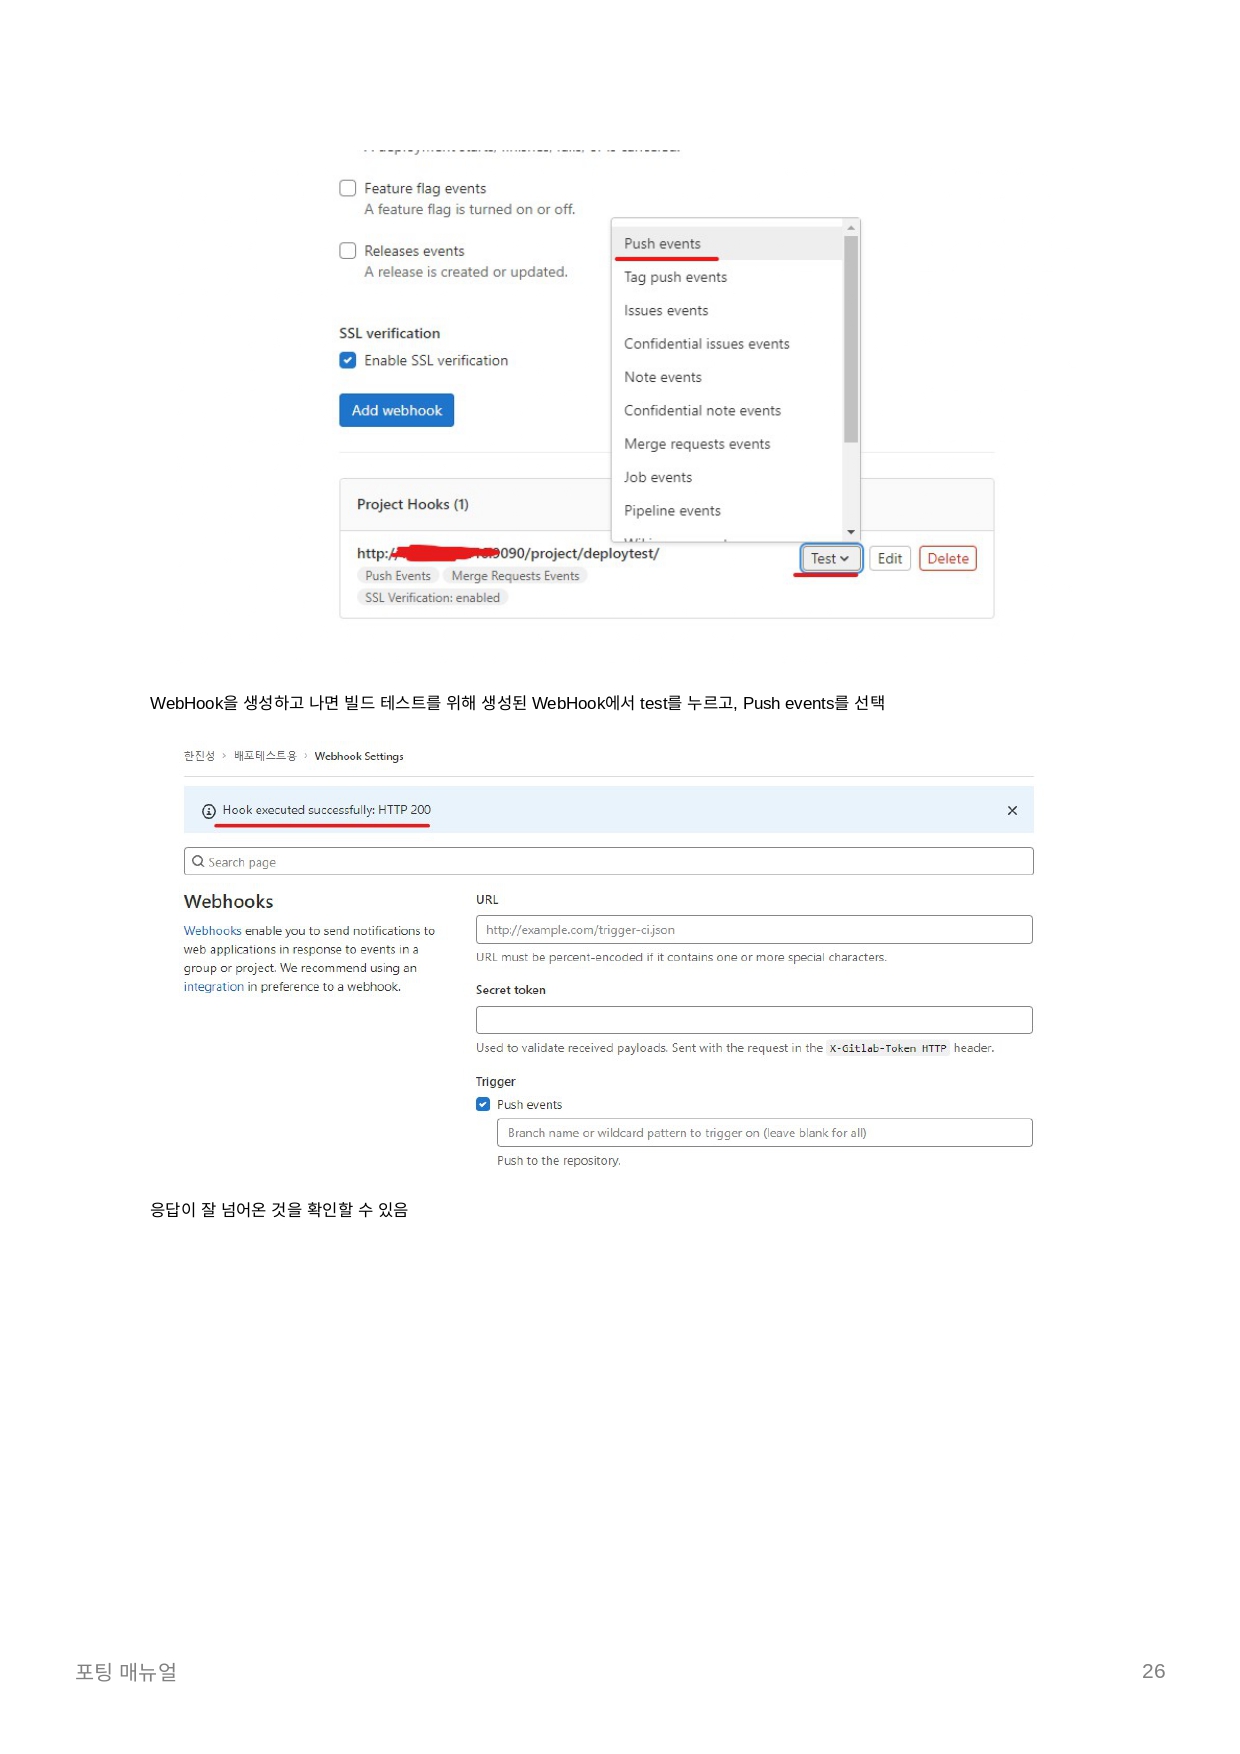 Feature flag events
A feature flag is turned on or off.
Releases events
A release is created or updated.
SSL verification
Enable SSL verification
Add webhook
Push events
Tag push events
Issues events
Confidential issues events
Note events
Confidential note events
Merge requests events
Job events
Pipeline events
Project Hooks (1)
http:/ 9090/project/deploytest/
Test Edit Delete
Push Events Merge Requests Events
SSL Verification: enabled
WebHook을 생성하고 나면 빌드 테스트를 위해 생성된 WebHook에서 test를 누르고, Push events를 선택
한진성 › 배포테스트용 › Webhook Settings
Hook executed successfully: HTTP 200
Search page
Webhooks
Webhooks enable you to send notifications to
web applications in response to events in a
group or project. We recommend using an
integration in preference to a webhook.
URL
http://example.com/trigger-ci.json
URL must be percent-encoded if it contains one or more special characters.
Secret token
Used to validate received payloads. Sent with the request in the X-Gitlab-Token HTTP header.
Trigger
Push events
Branch name or wildcard pattern to trigger on (leave blank for all)
Push to the repository.
응답이 잘 넘어온 것을 확인할 수 있음
포팅 매뉴얼
26